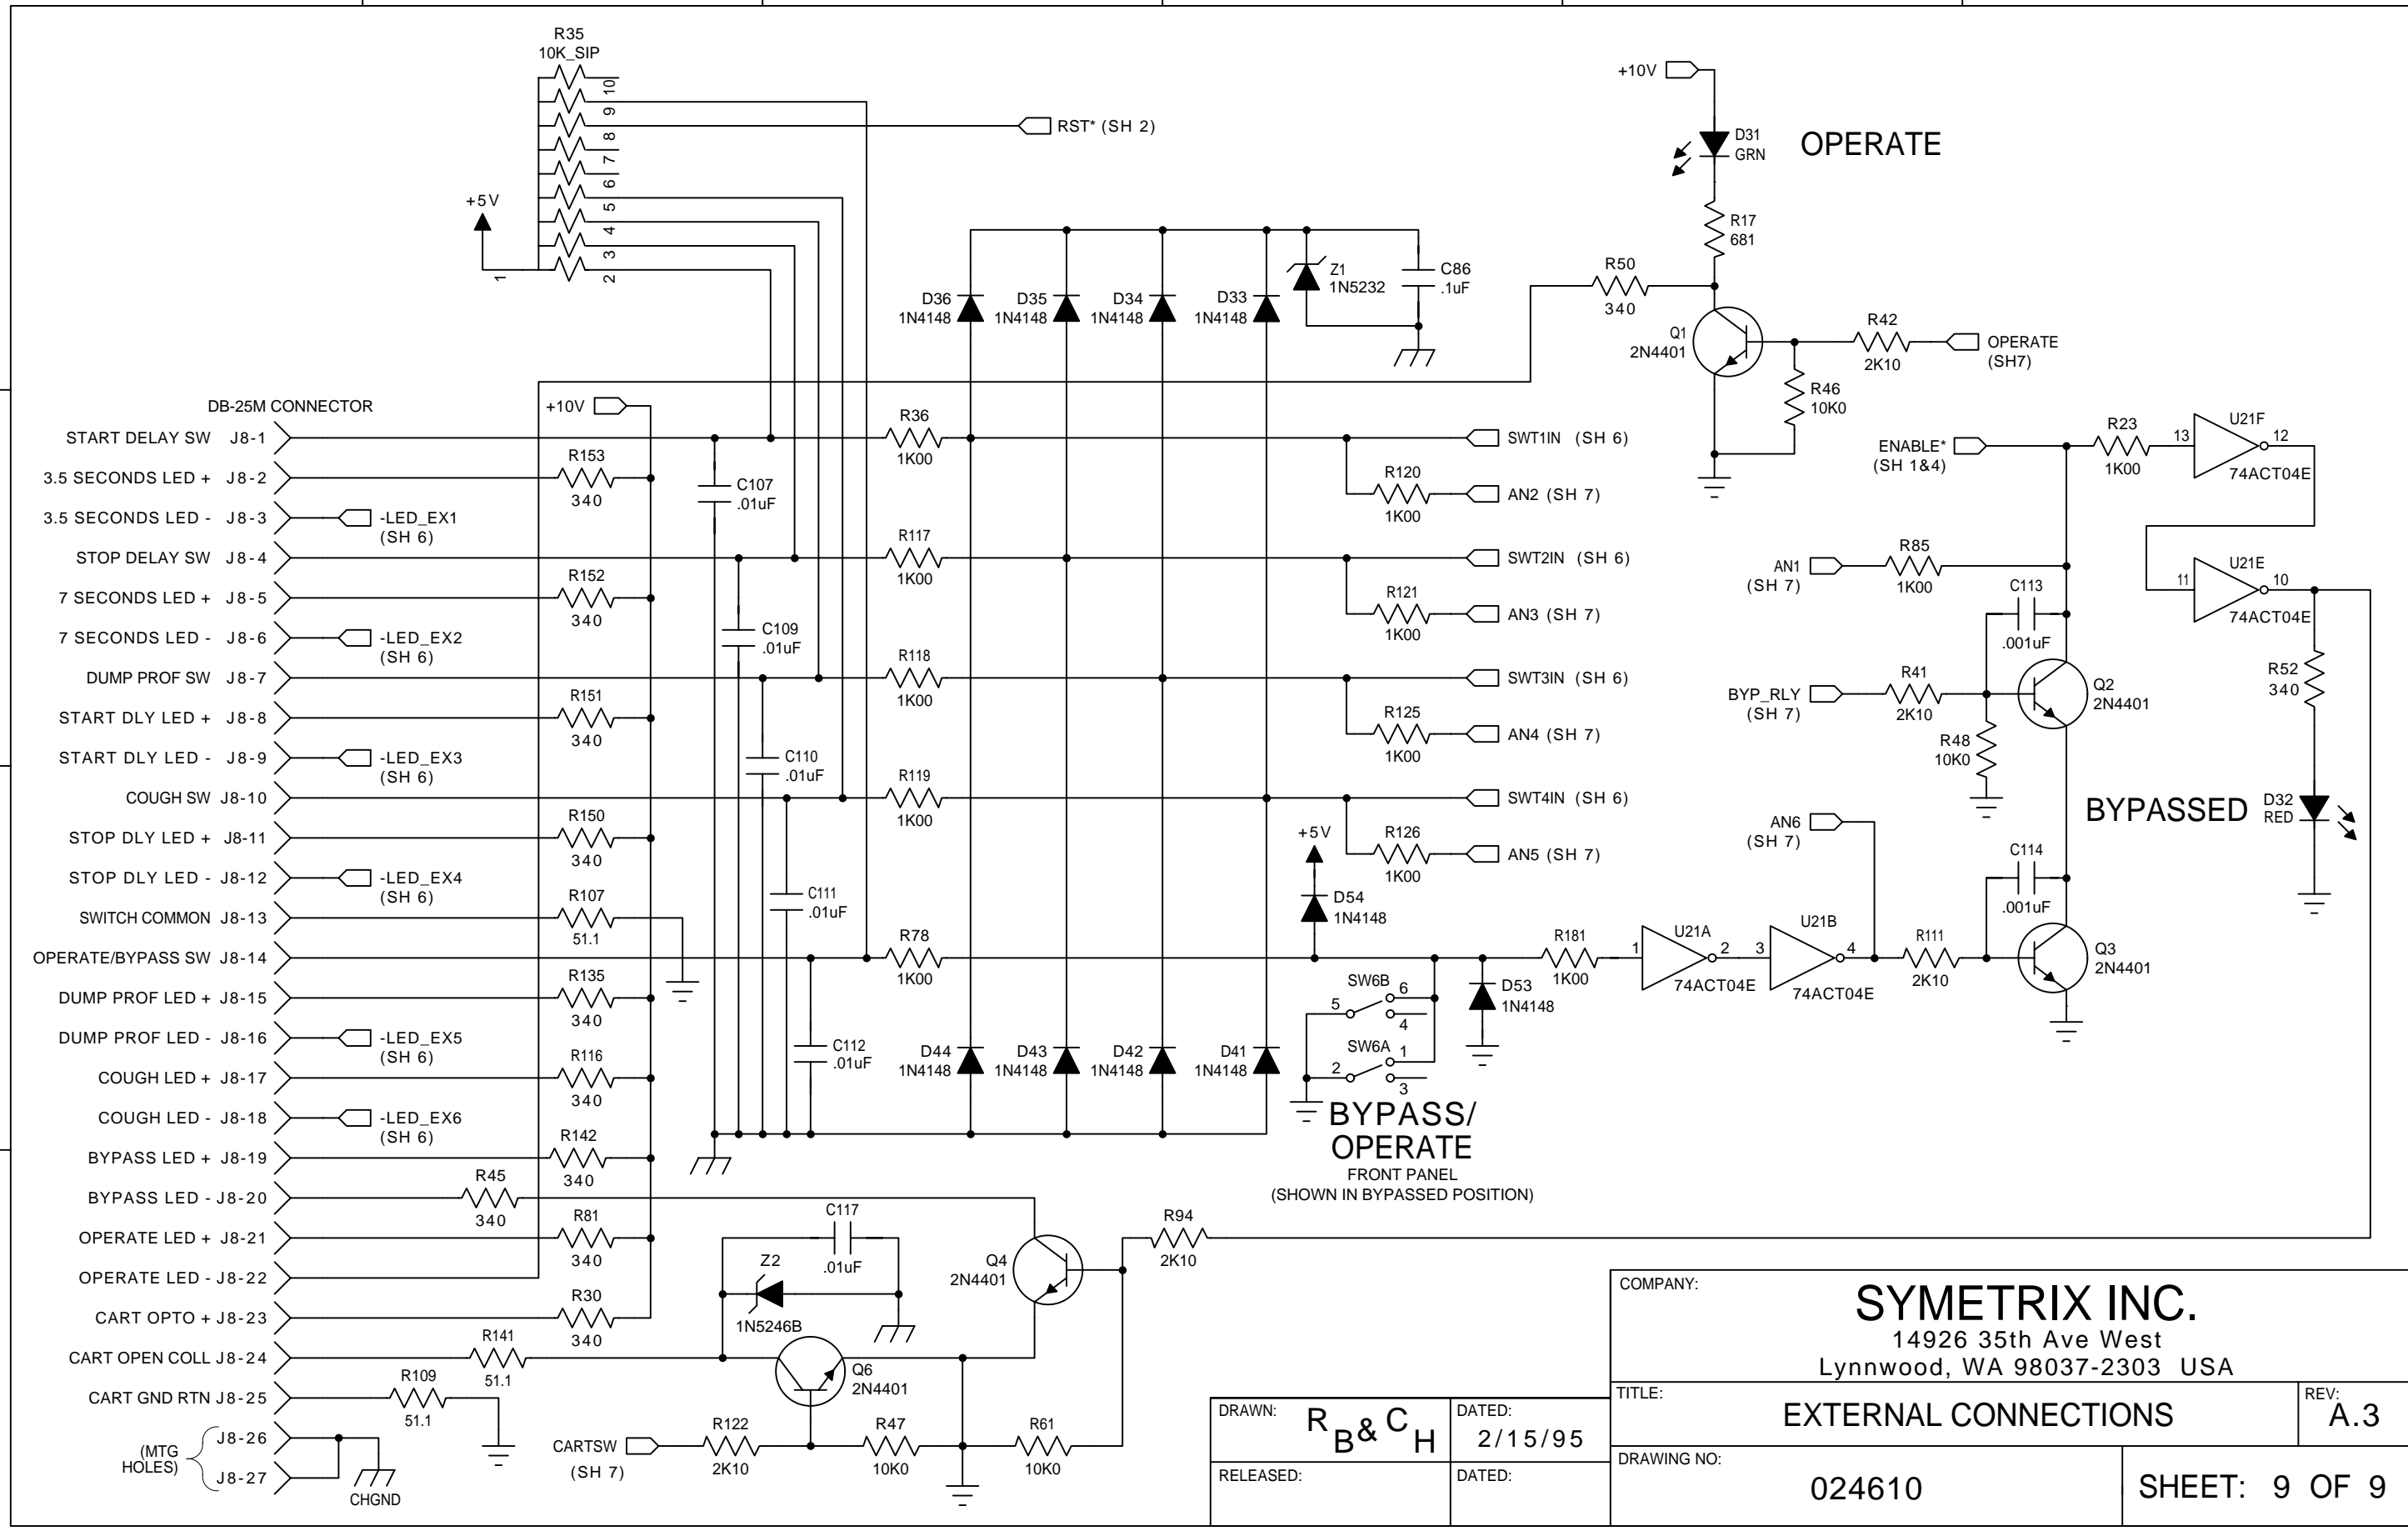 R35
10K_SIP
10
9
8
7
6
5
4
3
2
1
+5V
RST* (SH 2)
+10V
D31
GRN
OPERATE
R17
681
R50
340
Q1
2N4401
R42
2K10
OPERATE
(SH7)
R46
10K0
D36
1N4148
D35
1N4148
D34
1N4148
D33
1N4148
Z1
1N5232
C86
.1uF
DB-25M CONNECTOR
+10V
START DELAY SW J8-1
3.5 SECONDS LED + J8-2
3.5 SECONDS LED - J8-3
STOP DELAY SW J8-4
7 SECONDS LED + J8-5
7 SECONDS LED - J8-6
DUMP PROF SW J8-7
START DLY LED + J8-8
START DLY LED - J8-9
COUGH SW J8-10
STOP DLY LED + J8-11
STOP DLY LED - J8-12
SWITCH COMMON J8-13
OPERATE/BYPASS SW J8-14
DUMP PROF LED + J8-15
DUMP PROF LED - J8-16
COUGH LED + J8-17
COUGH LED - J8-18
BYPASS LED + J8-19
BYPASS LED - J8-20
OPERATE LED + J8-21
OPERATE LED - J8-22
CART OPTO + J8-23
CART OPEN COLL J8-24
CART GND RTN J8-25
(MTG
HOLES)
J8-26
J8-27
CHGND
-LED_EX1
(SH 6)
-LED_EX2
(SH 6)
-LED_EX3
(SH 6)
-LED_EX4
(SH 6)
-LED_EX5
(SH 6)
-LED_EX6
(SH 6)
R153
340
R152
340
R151
340
R150
340
R107
51.1
R135
340
R116
340
R142
340
R45
340
R81
340
R30
340
R141
51.1
R109
51.1
C107
.01uF
C109
.01uF
C110
.01uF
C111
.01uF
C112
.01uF
R36
1K00
R117
1K00
R118
1K00
R119
1K00
R78
1K00
SWT1IN (SH 6)
R120
1K00
AN2 (SH 7)
SWT2IN (SH 6)
R121
1K00
AN3 (SH 7)
SWT3IN (SH 6)
R125
1K00
AN4 (SH 7)
SWT4IN (SH 6)
R126
1K00
AN5 (SH 7)
+5V
D54
1N4148
D44
1N4148
D43
1N4148
D42
1N4148
D41
1N4148
SW6B
5
6
4
SW6A
2
1
3
D53
1N4148
BYPASS/
OPERATE
FRONT PANEL
(SHOWN IN BYPASSED POSITION)
R181
1K00
1
U21A
2
74ACT04E
3
U21B
4
74ACT04E
AN6
(SH 7)
R111
2K10
Q3
2N4401
C114
.001uF
ENABLE*
(SH 1&4)
R23
1K00
13
U21F
12
74ACT04E
11
U21E
10
74ACT04E
AN1
(SH 7)
R85
1K00
C113
.001uF
BYP_RLY
(SH 7)
R41
2K10
R48
10K0
Q2
2N4401
R52
340
BYPASSED
D32
RED
C117
.01uF
Z2
1N5246B
Q4
2N4401
R94
2K10
Q6
2N4401
CARTSW
(SH 7)
R122
2K10
R47
10K0
R61
10K0
COMPANY:
SYMETRIX INC.
14926 35th Ave West
Lynnwood, WA 98037-2303 USA
TITLE:
EXTERNAL CONNECTIONS
REV:
A.3
DRAWN:
RB & CH
DATED:
2/15/95
RELEASED:
DATED:
DRAWING NO:
024610
SHEET: 9 OF 9